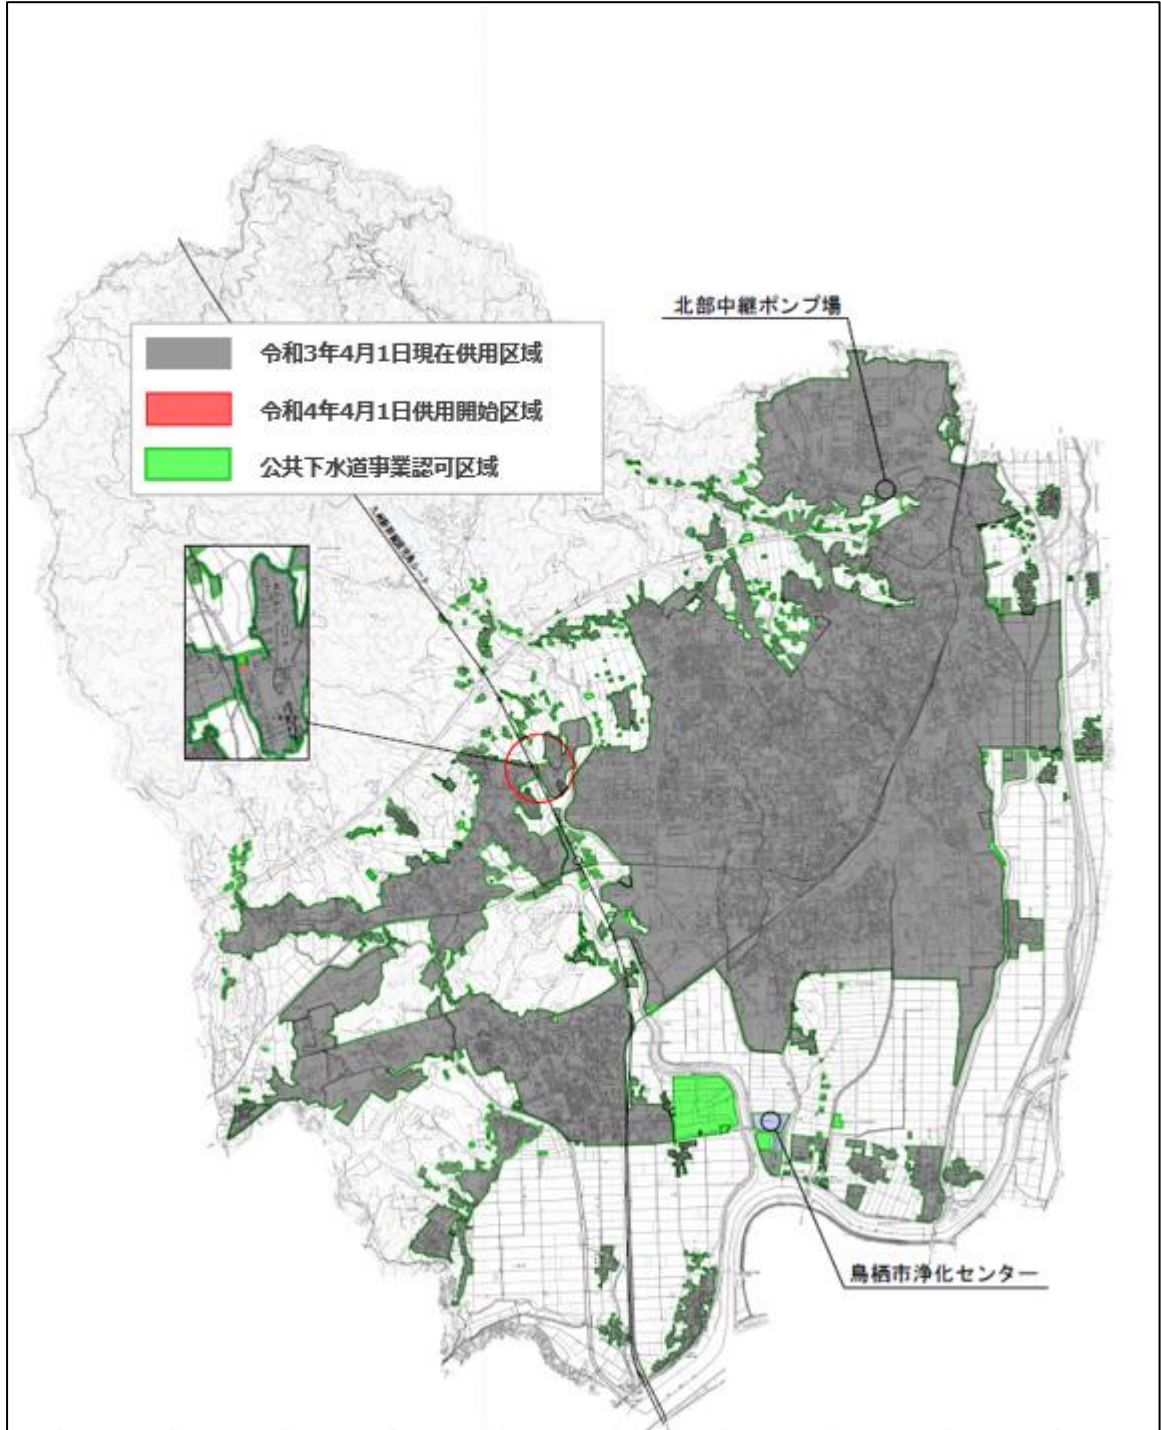 北部中継ポンプ場
令和3年4月1日現在供用区域
令和4年4月1日供用開始区域
公共下水道事業認可区域
鳥栖市浄化センター